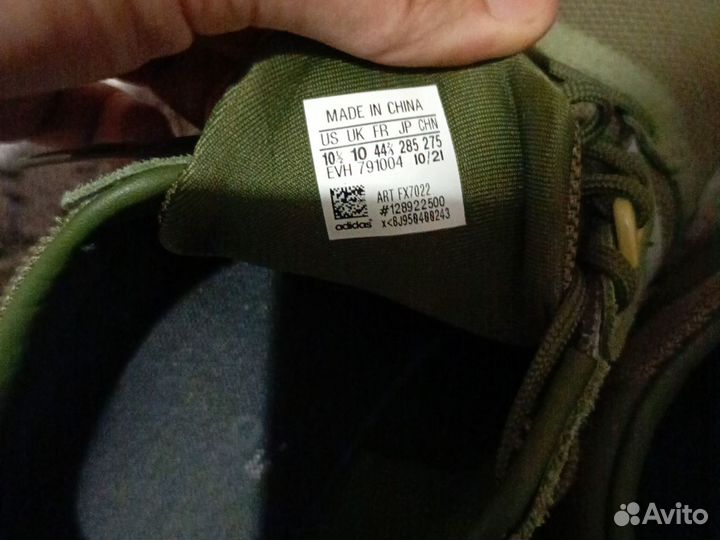 MADE IN CHINA
US UK FR JP CHN
10½ 10 44⅔ 285 275
EVH 791004 10/21
ART FX7022
#128922500
adidas
x<8J950400243
Avito